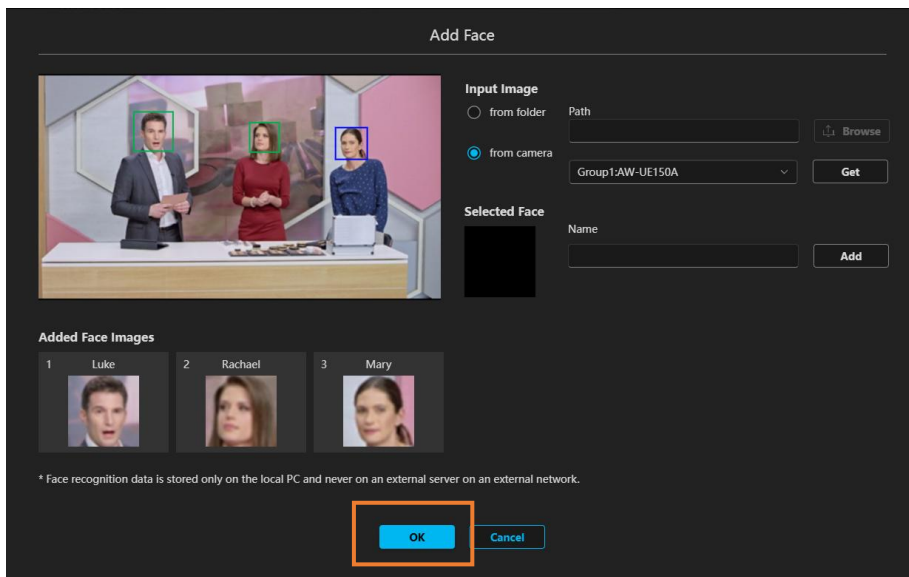 Add Face
Input Image
from folder
Path
Browse
from camera
Group1:AW-UE150A
Get
Selected Face
Name
Add
Added Face Images
1 Luke
2 Rachael
3 Mary
* Face recognition data is stored only on the local PC and never on an external server on an external network.
OK
Cancel